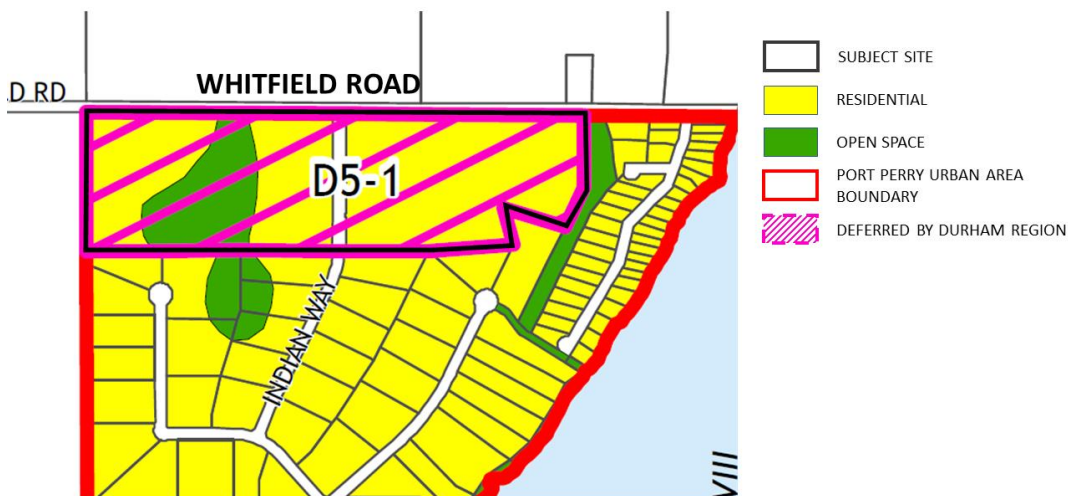 D RD
WHITFIELD ROAD
D5-1
INDIAN WAY
VIII
SUBJECT SITE
RESIDENTIAL
OPEN SPACE
PORT PERRY URBAN AREA
BOUNDARY
DEFERRED BY DURHAM REGION